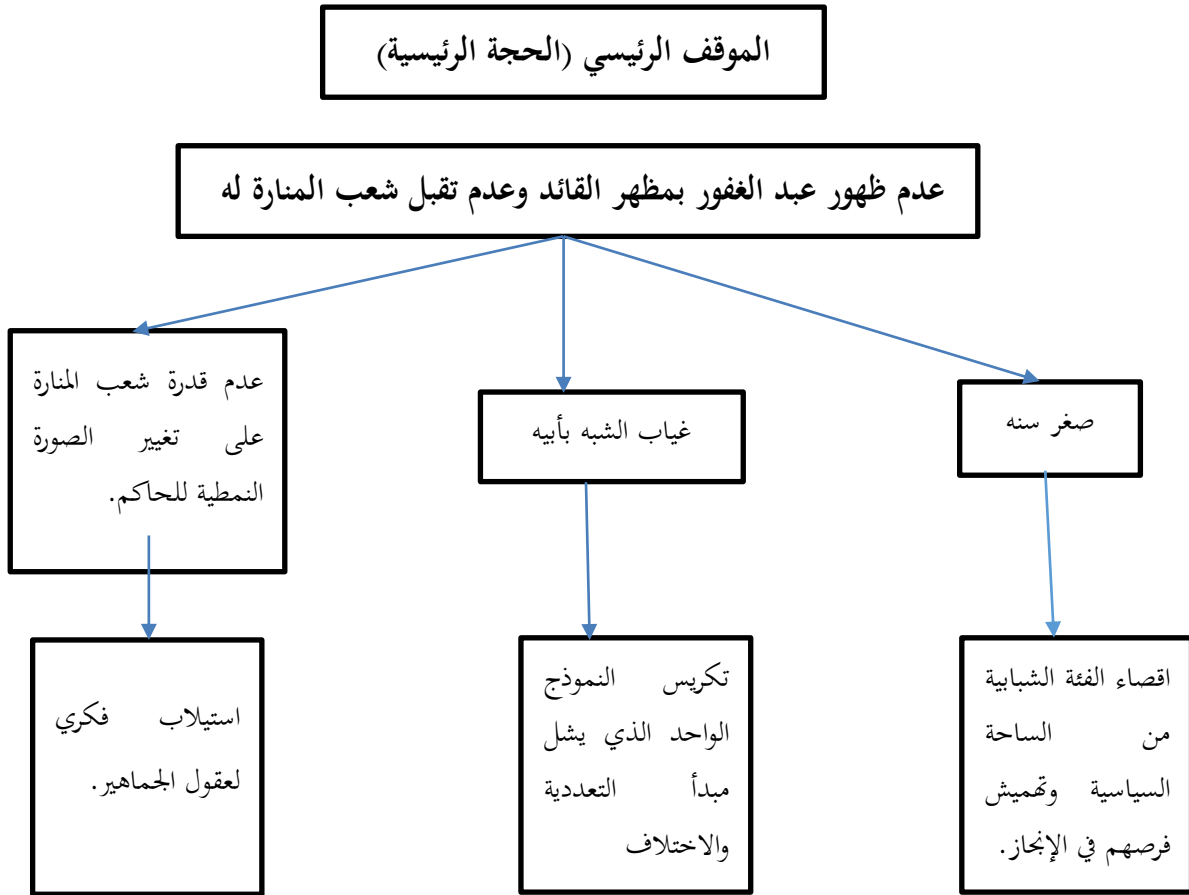 الموقف الرئيسي (الحجة الرئيسية)
عدم ظهور عبد الغفور بمظهر القائد وعدم تقبل شعب المنارة له
صغر سنه
غياب الشبه بأبيه
عدم قدرة شعب المنارة
على تغيير الصورة
النمطية للحاكم.
اقصاء الفئة الشبابية
من الساحة
السياسية وتهميش
فرصهم في الإنجاز.
تكريس النموذج
الواحد الذي يشل
مبدأ التعددية
والاختلاف
استيلاب فكري
لعقول الجماهير.